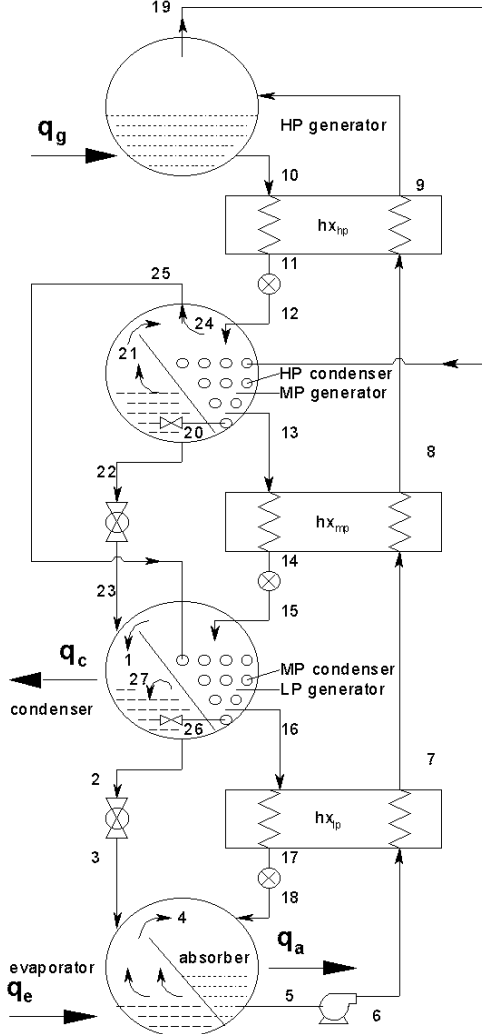 19
HP generator
q_g
10
9
hx_hp
11
25
12
24
21
HP condenser
MP generator
20
13
22
8
hx_mp
14
23
15
1
q_c
MP condenser
27
LP generator
condenser
26
16
2
7
hx_lp
3
17
18
4
q_a
evaporator
absorber
q_e
5
6